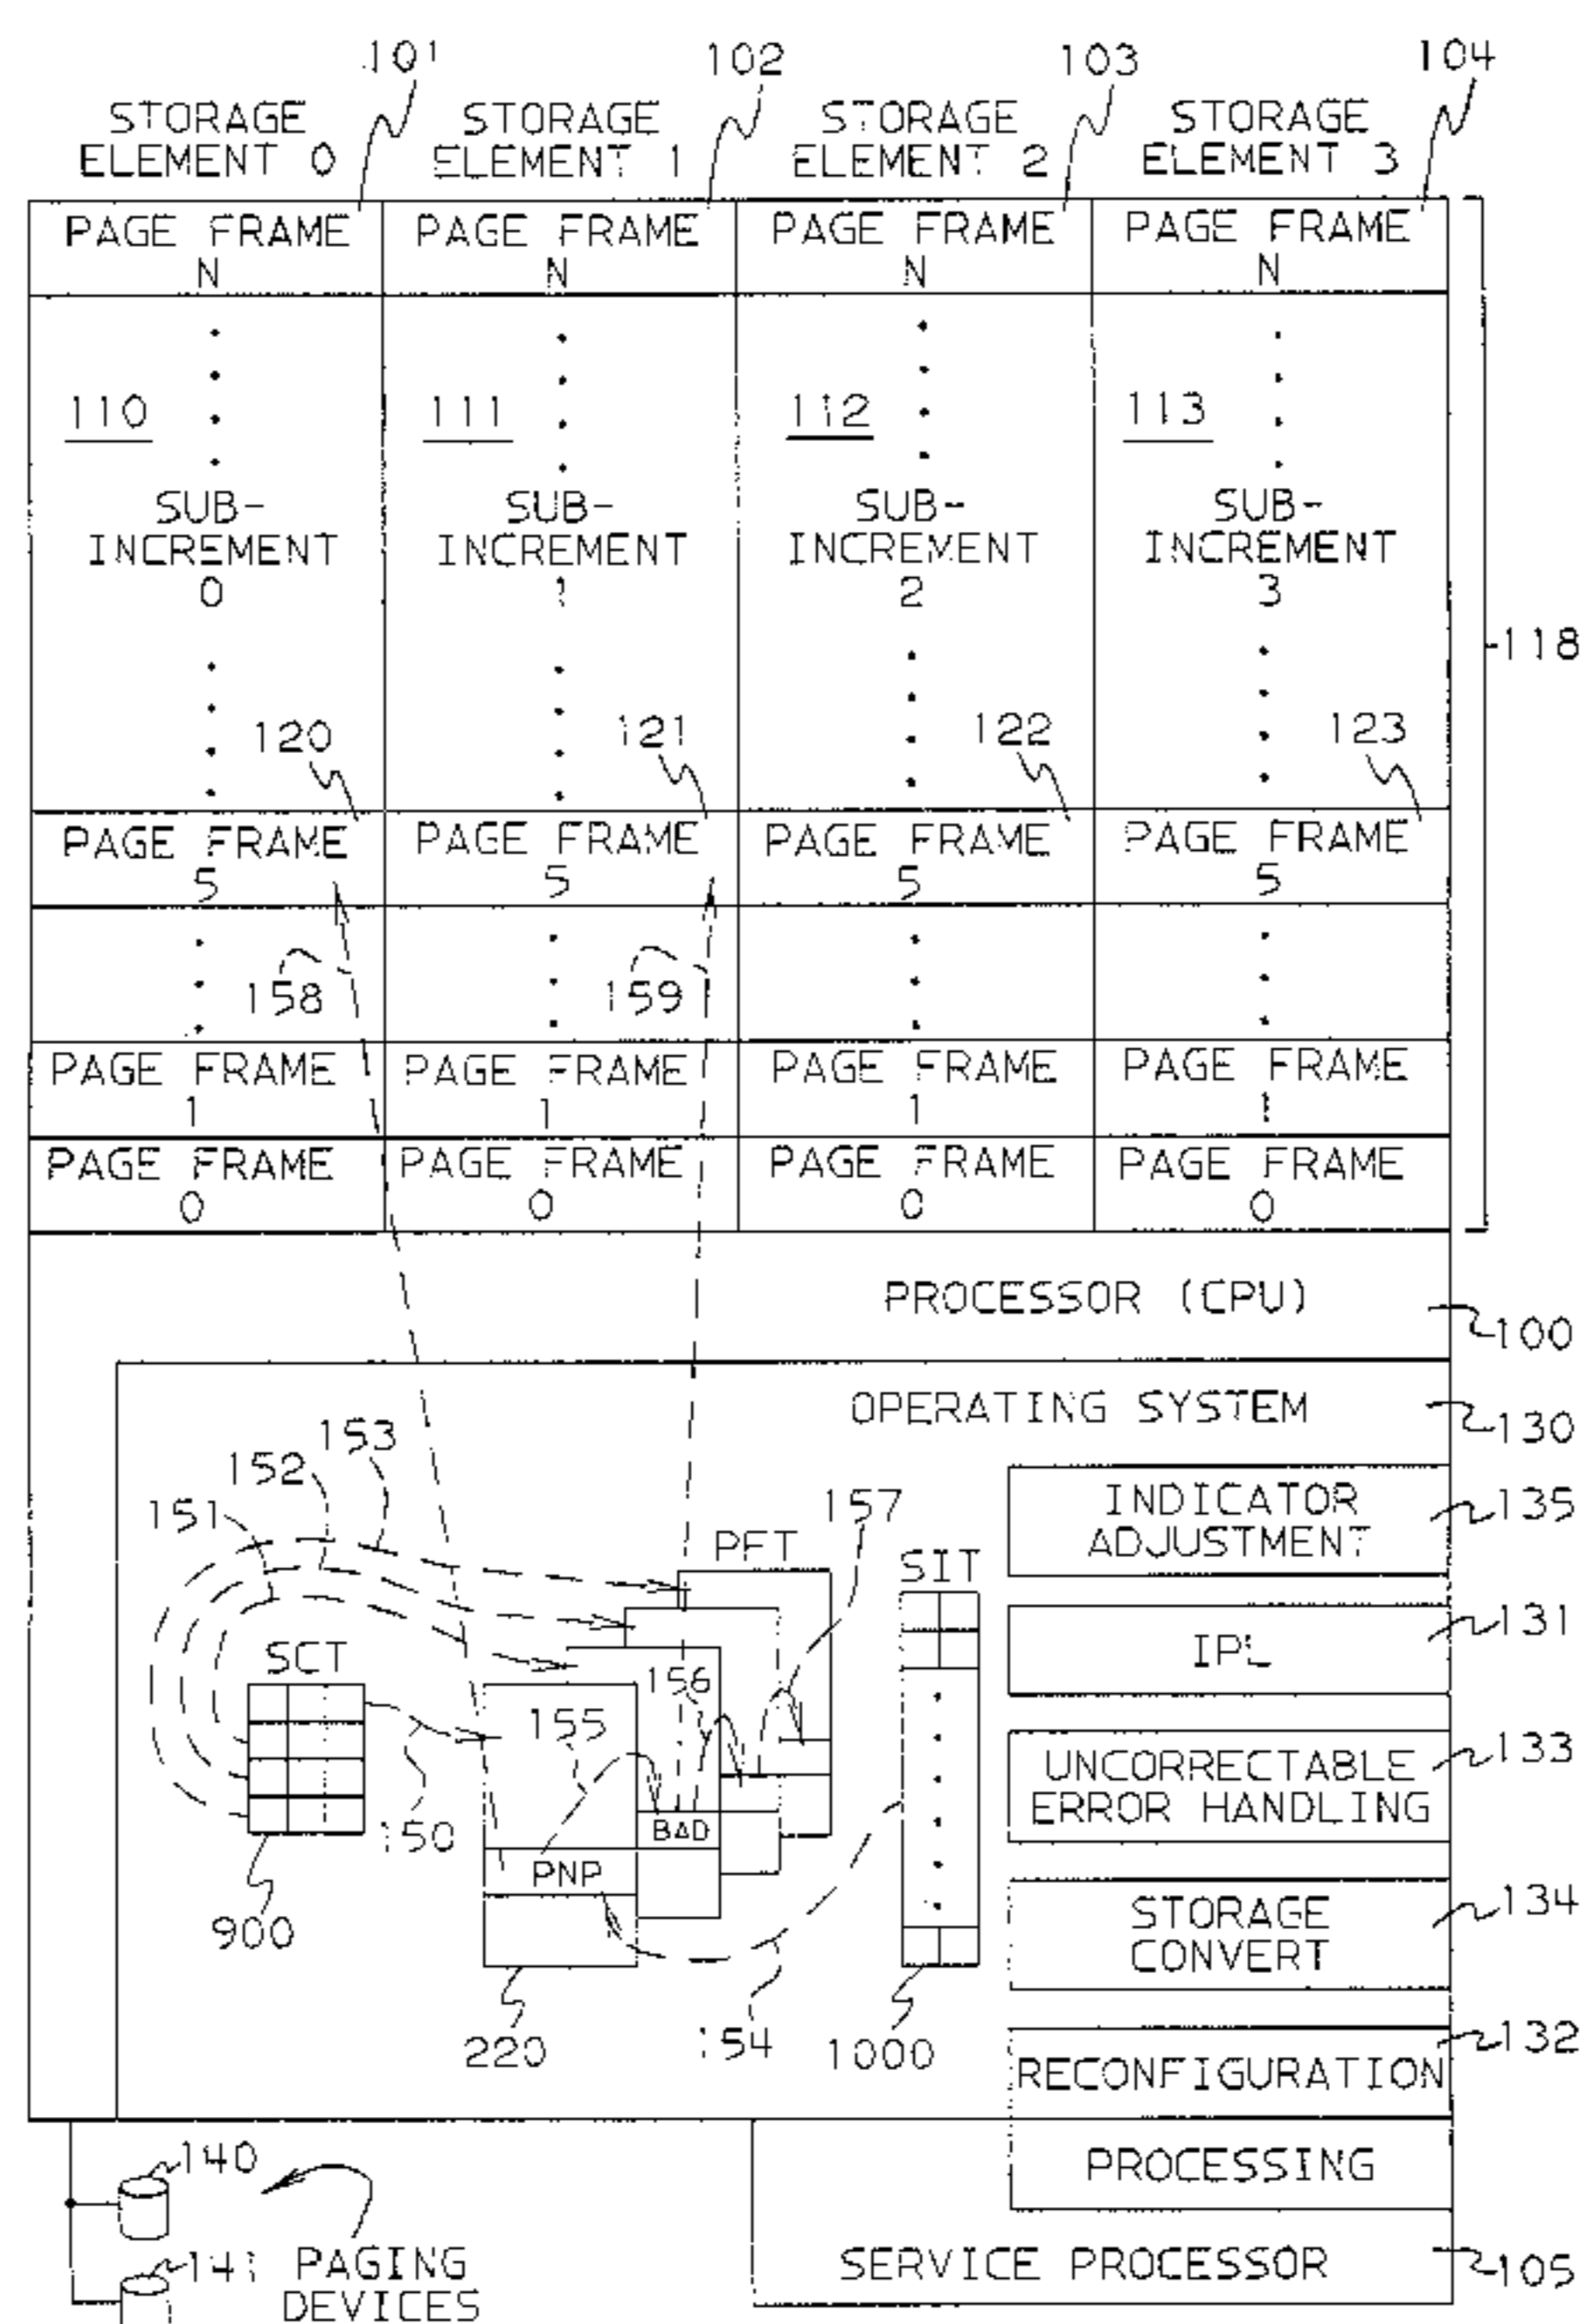 101 102 103 104
STORAGE STORAGE STORAGE STORAGE
ELEMENT 0 ELEMENT 1 ELEMENT 2 ELEMENT 3
PAGE FRAME PAGE FRAME PAGE FRAME PAGE FRAME
N N N N
110 111 112 113
SUB- SUB- SUB- SUB-
INCREMENT INCREMENT INCREMENT INCREMENT
0 1 2 3
118
120 121 122 123
PAGE FRAME PAGE FRAME PAGE FRAME PAGE FRAME
5 5 5 5
158 159
PAGE FRAME PAGE FRAME PAGE FRAME PAGE FRAME
1 1 1 1
PAGE FRAME PAGE FRAME PAGE FRAME PAGE FRAME
0 0 0 0
PROCESSOR (CPU)
100
OPERATING SYSTEM
130
153
152
151
157
INDICATOR
ADJUSTMENT
135
PFT
SIT
IPL
131
SCT
156
155
UNCORRECTABLE
ERROR HANDLING
133
150
BAD
PNP
900
STORAGE
CONVERT
134
220
154
1000
RECONFIGURATION
132
PROCESSING
140
141
PAGING
DEVICES
SERVICE PROCESSOR
105